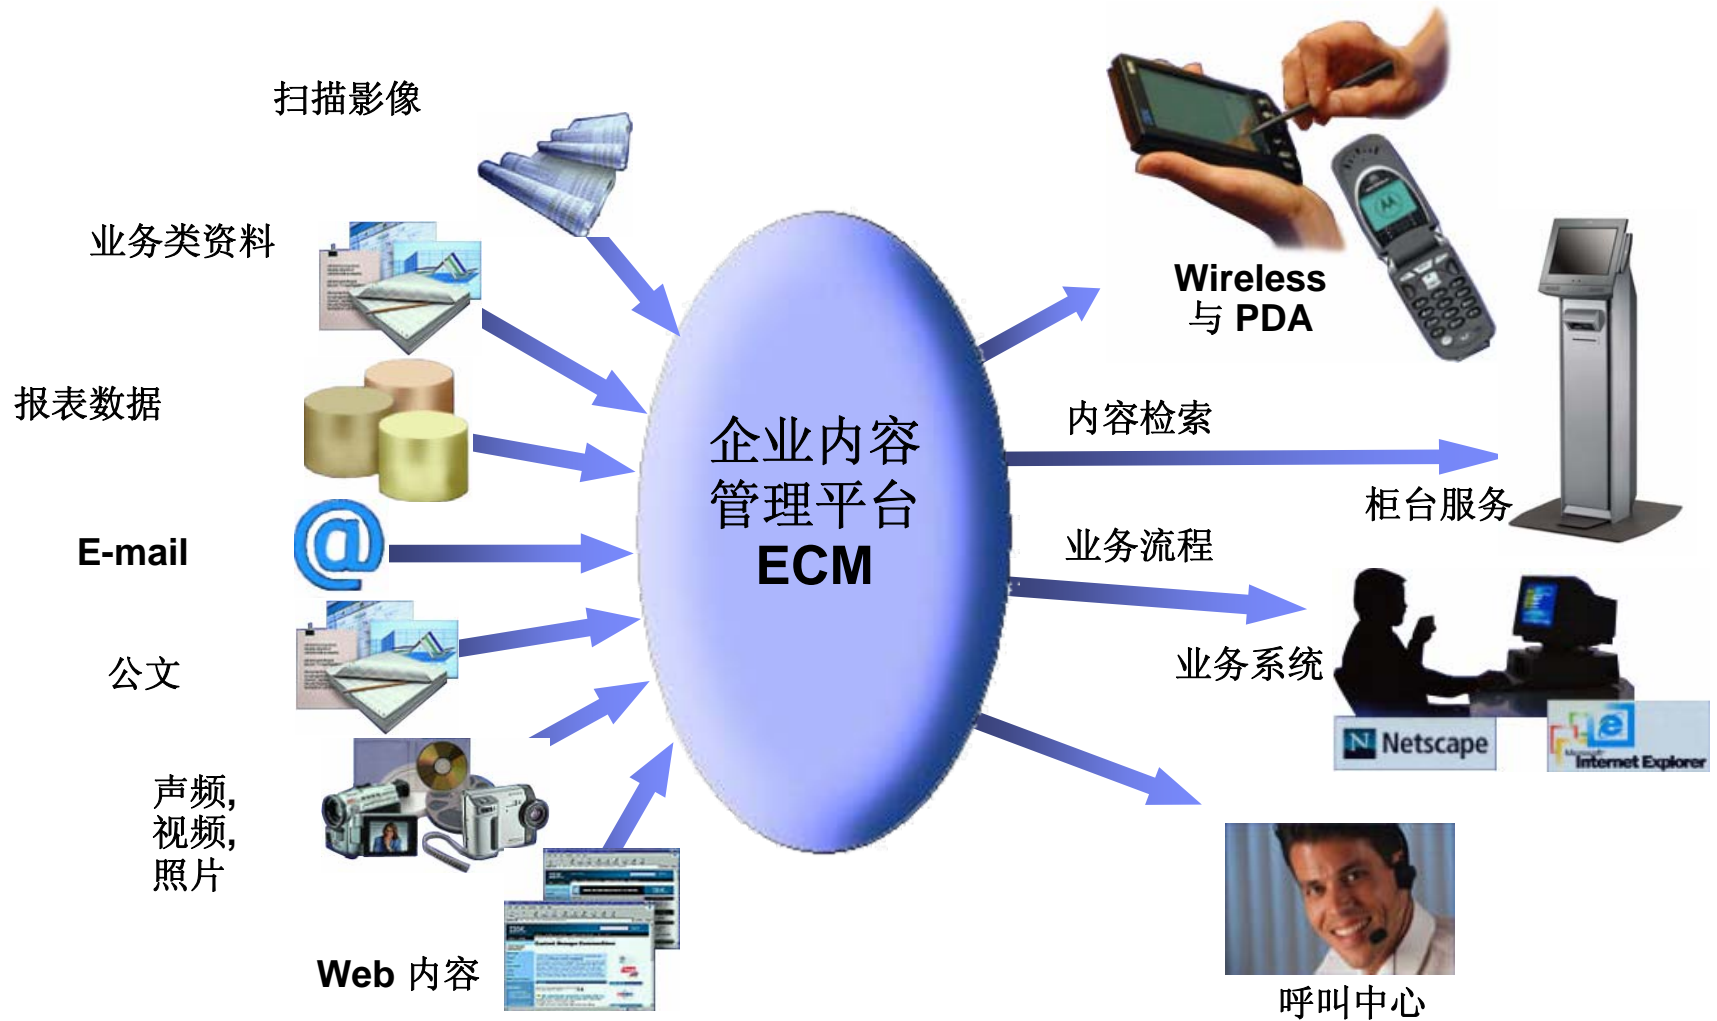 扫描影像
业务类资料
报表数据
E-mail
公文
声频,
视频,
照片
Web 内容
企业内容
管理平台
ECM
Wireless
与 PDA
内容检索
柜台服务
业务流程
业务系统
N Netscape
Microsoft
Internet Explorer
呼叫中心
IBM
IBM